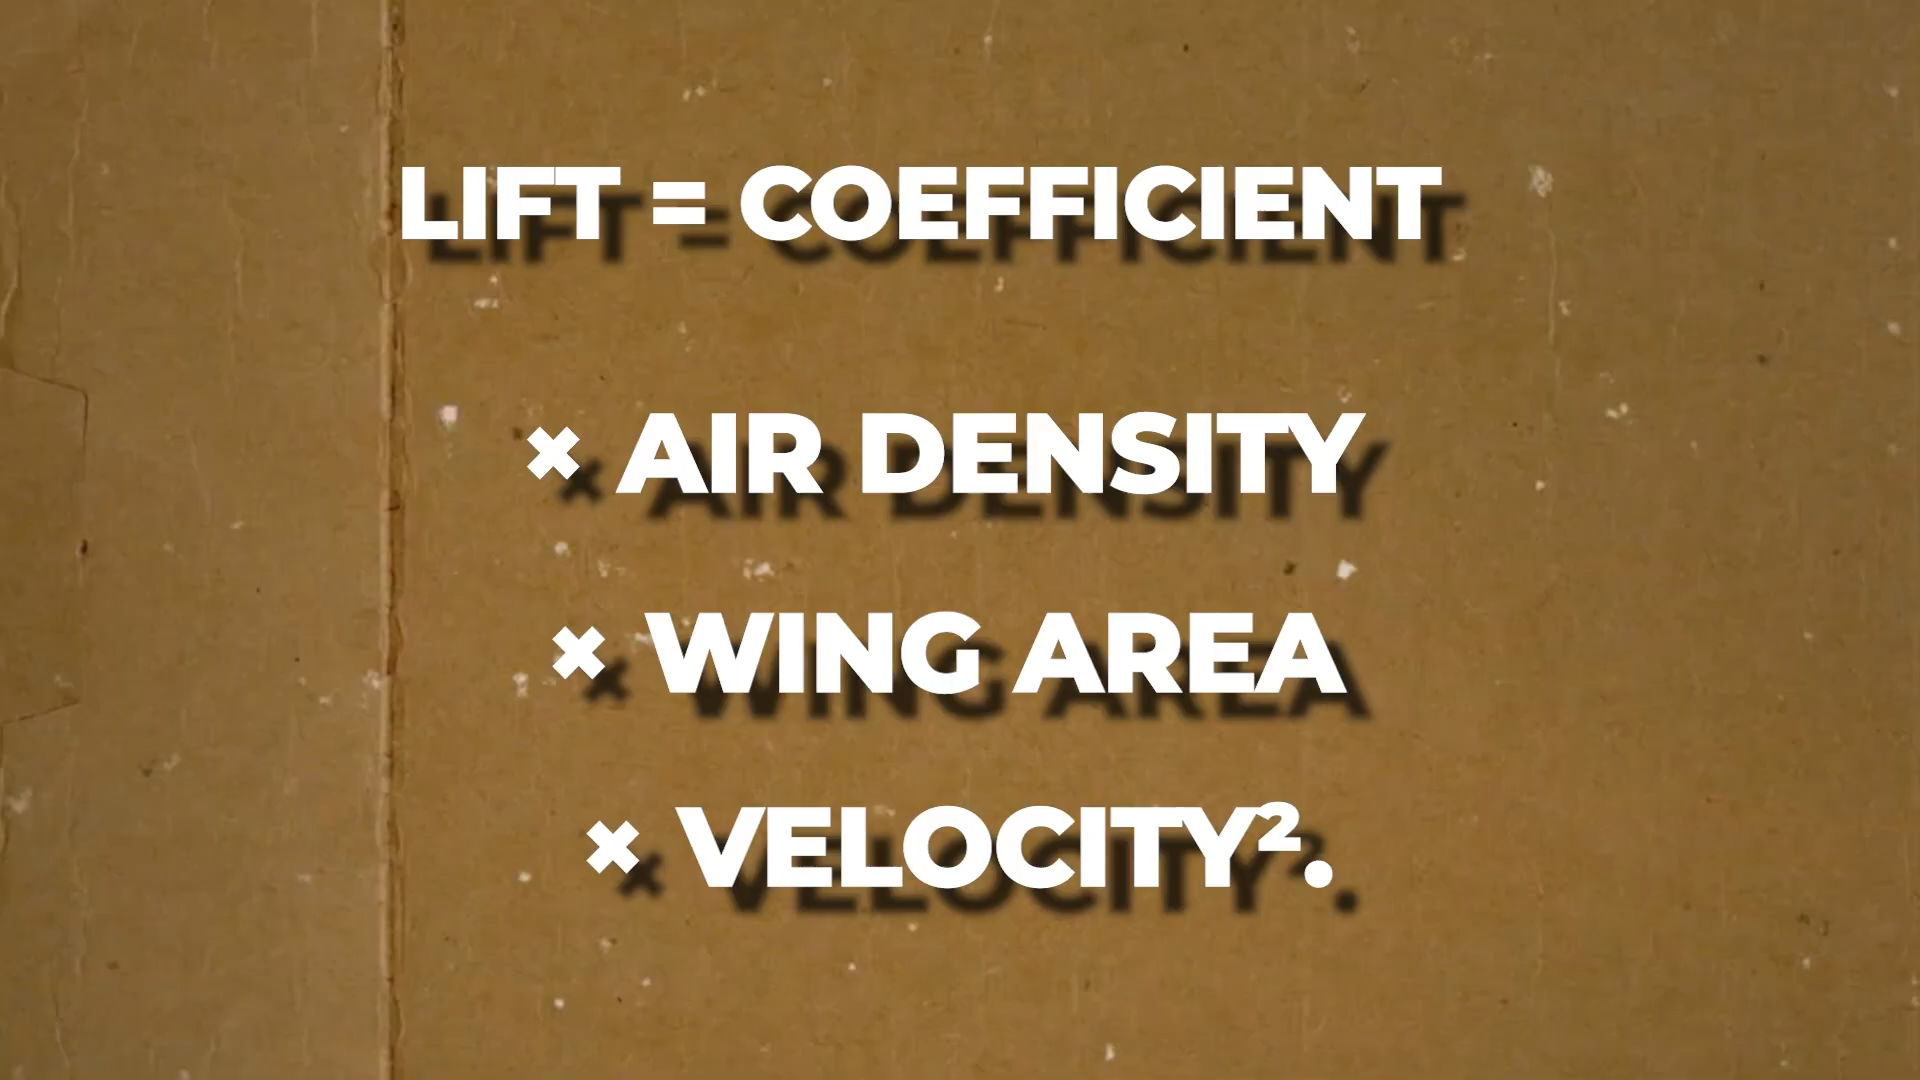 LIFT = COEFFICIENT
× AIR DENSITY
× WING AREA
× VELOCITY².